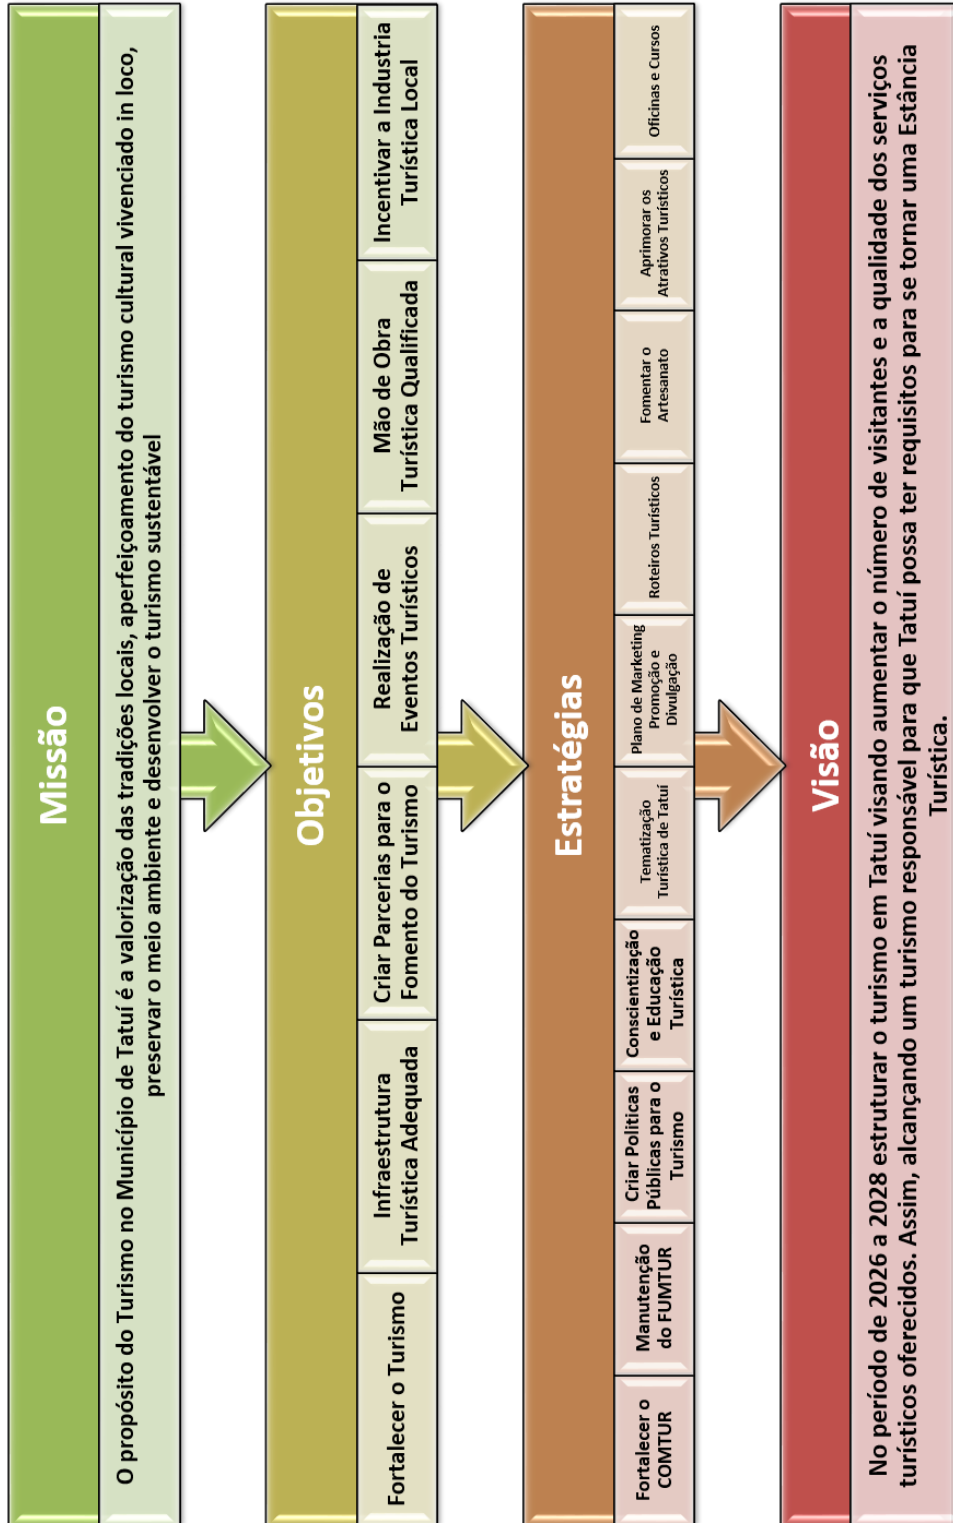 Missão
O propósito do Turismo no Município de Tatuí é a valorização das tradições locais, aperfeiçoamento do turismo cultural vivenciado in loco,
preservar o meio ambiente e desenvolver o turismo sustentável
Objetivos
Fortalecer o Turismo
Infraestrutura
Turística Adequada
Criar Parcerias para o
Fomento do Turismo
Realização de
Eventos Turísticos
Mão de Obra
Turística Qualificada
Incentivar a Industria
Turística Local
Estratégias
Fortalecer o
COMTUR
Manutenção
do FUMTUR
Criar Politicas
Públicas para o
Turismo
Conscientização
e Educação
Turística
Tematização
Turística de Tatuí
Plano de Marketing
Promoção e
Divulgação
Roteiros Turísticos
Fomentar o
Artesanato
Aprimorar os
Atrativos Turísticos
Oficinas e Cursos
Visão
No período de 2026 a 2028 estruturar o turismo em Tatuí visando aumentar o número de visitantes e a qualidade dos serviços
turísticos oferecidos. Assim, alcançando um turismo responsável para que Tatuí possa ter requisitos para se tornar uma Estância
Turística.